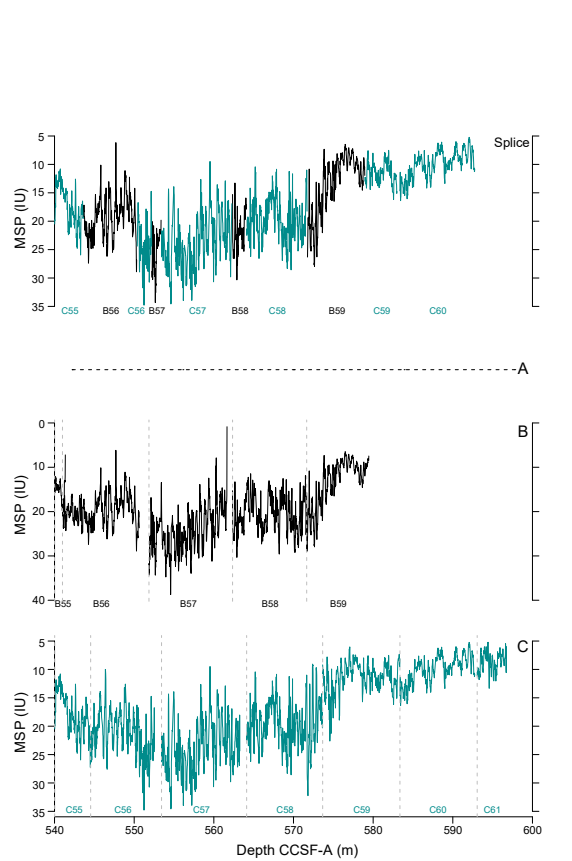 5
Splice
10
15
20
25
30
35
MSP (IU)
C55 B56 C56 B57 C57 B58 C58 B59 C59 C60
A
0
B
10
20
30
40
MSP (IU)
B55 B56 B57 B58 B59
5
C
10
15
20
25
30
35
MSP (IU)
C55 C56 C57 C58 C59 C60 C61
540 550 560 570 580 590 600
Depth CCSF-A (m)